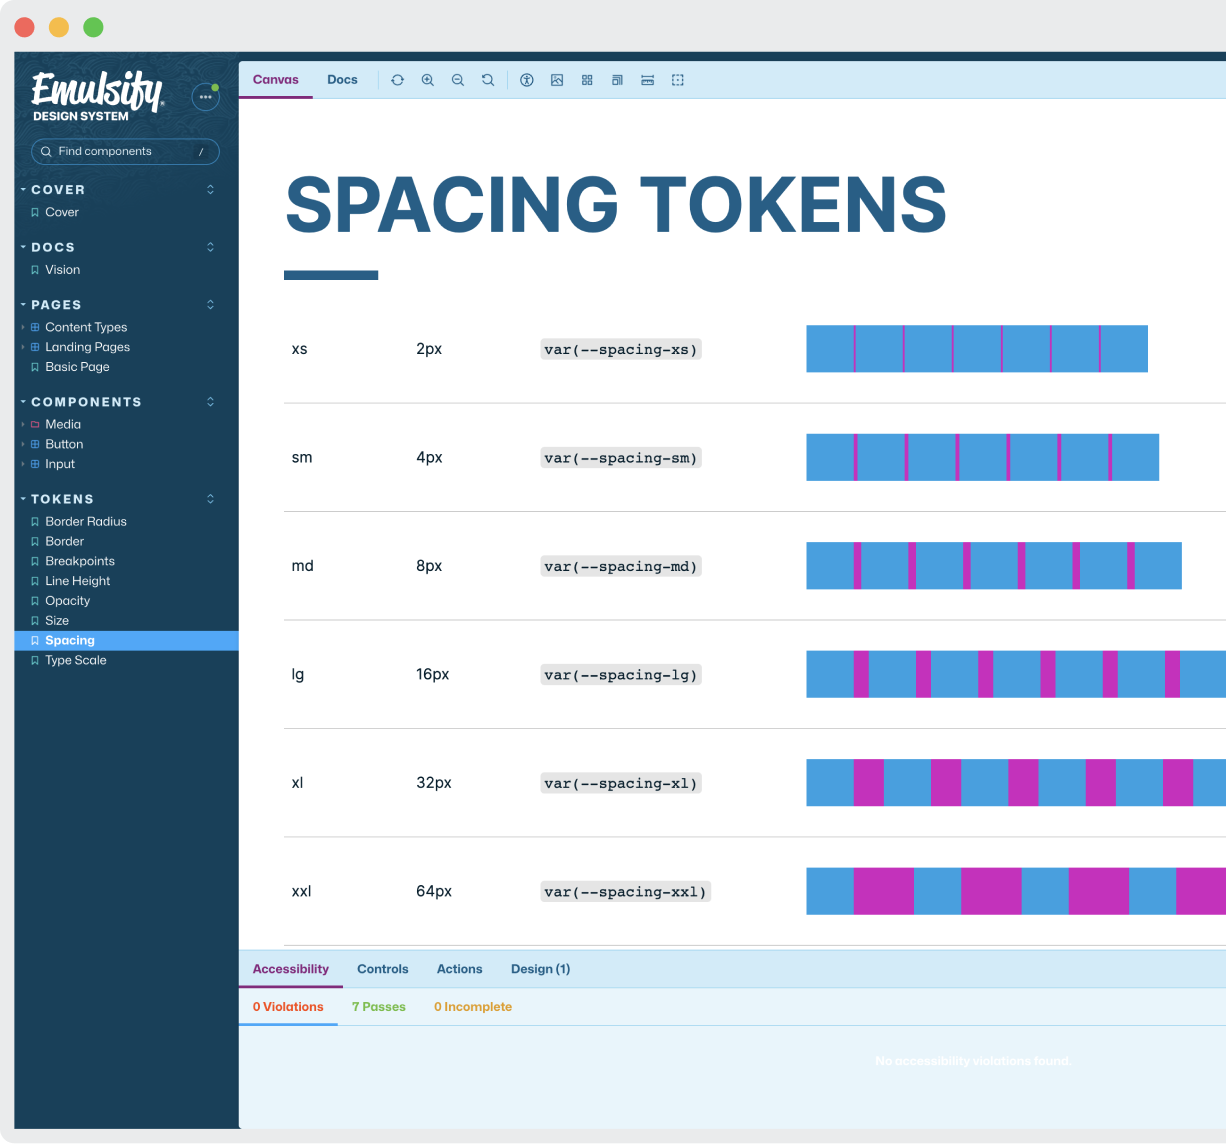 Emulsify®
DESIGN SYSTEM
Find components /
COVER
Cover
DOCS
Vision
PAGES
Content Types
Landing Pages
Basic Page
COMPONENTS
Media
Button
Input
TOKENS
Border Radius
Border
Breakpoints
Line Height
Opacity
Size
Spacing
Type Scale
Canvas Docs
SPACING TOKENS
xs 2px var(--spacing-xs)
sm 4px var(--spacing-sm)
md 8px var(--spacing-md)
lg 16px var(--spacing-lg)
xl 32px var(--spacing-xl)
xxl 64px var(--spacing-xxl)
Accessibility Controls Actions Design (1)
0 Violations 7 Passes 0 Incomplete
No accessibility violations found.